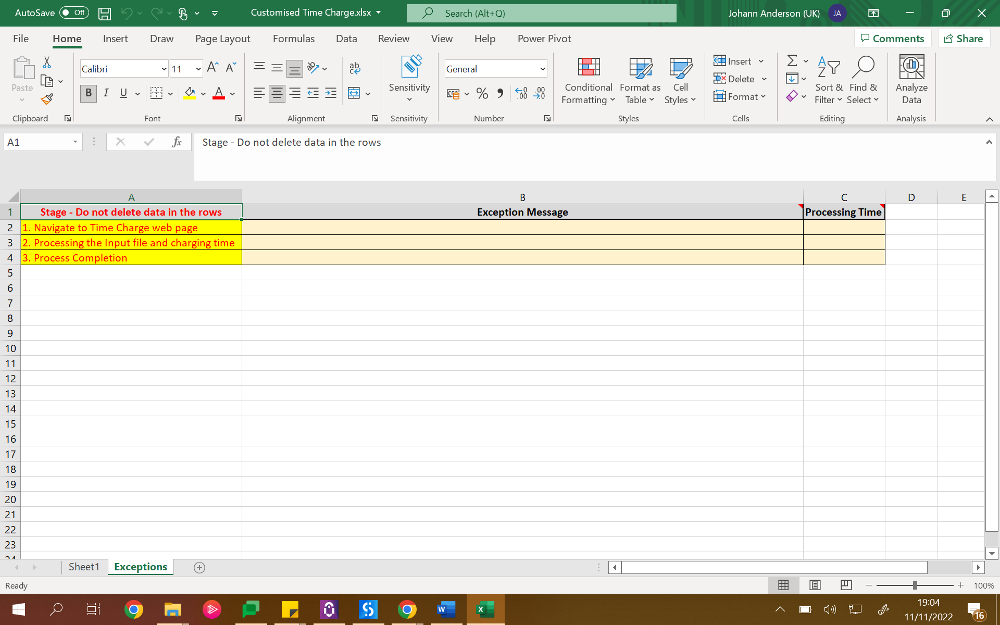 AutoSave Off Customised Time Charge.xlsx Search (Alt+Q) Johann Anderson (UK) JA
File Home Insert Draw Page Layout Formulas Data Review View Help Power Pivot Comments Share
Paste
Clipboard
Calibri 11
B I U A
Font
ab
Alignment
Sensitivity
Sensitivity
General
% .00 .00
Number
Conditional Formatting
Format as Table
Cell Styles
Styles
Insert
Delete
Format
Cells
Sort & Filter
Find & Select
Editing
Analyze Data
Analysis
A1 fx Stage - Do not delete data in the rows
A B C D E
1 Stage - Do not delete data in the rows Exception Message Processing Time
2 1. Navigate to Time Charge web page
3 2. Processing the Input file and charging time
4 3. Process Completion
5
6
7
8
9
10
11
12
13
14
15
16
17
18
19
20
21
22
23
24
Sheet1 Exceptions
Ready 100%
19:04
11/11/2022
16